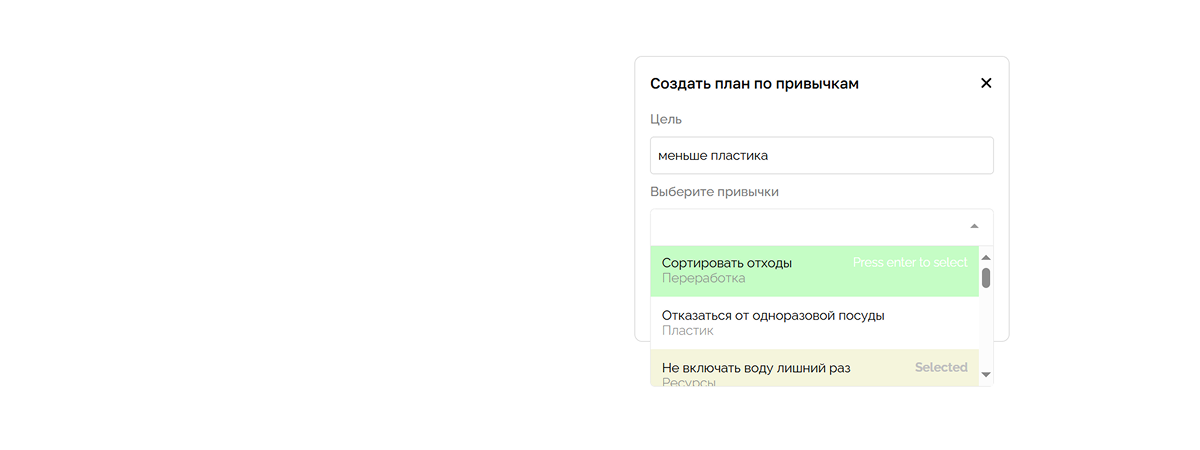 Создать план по привычкам
Цель
меньше пластика
Выберите привычки
Сортировать отходы Press enter to select
Переработка
Отказаться от одноразовой посуды
Пластик
Не включать воду лишний раз Selected
Ресурсы